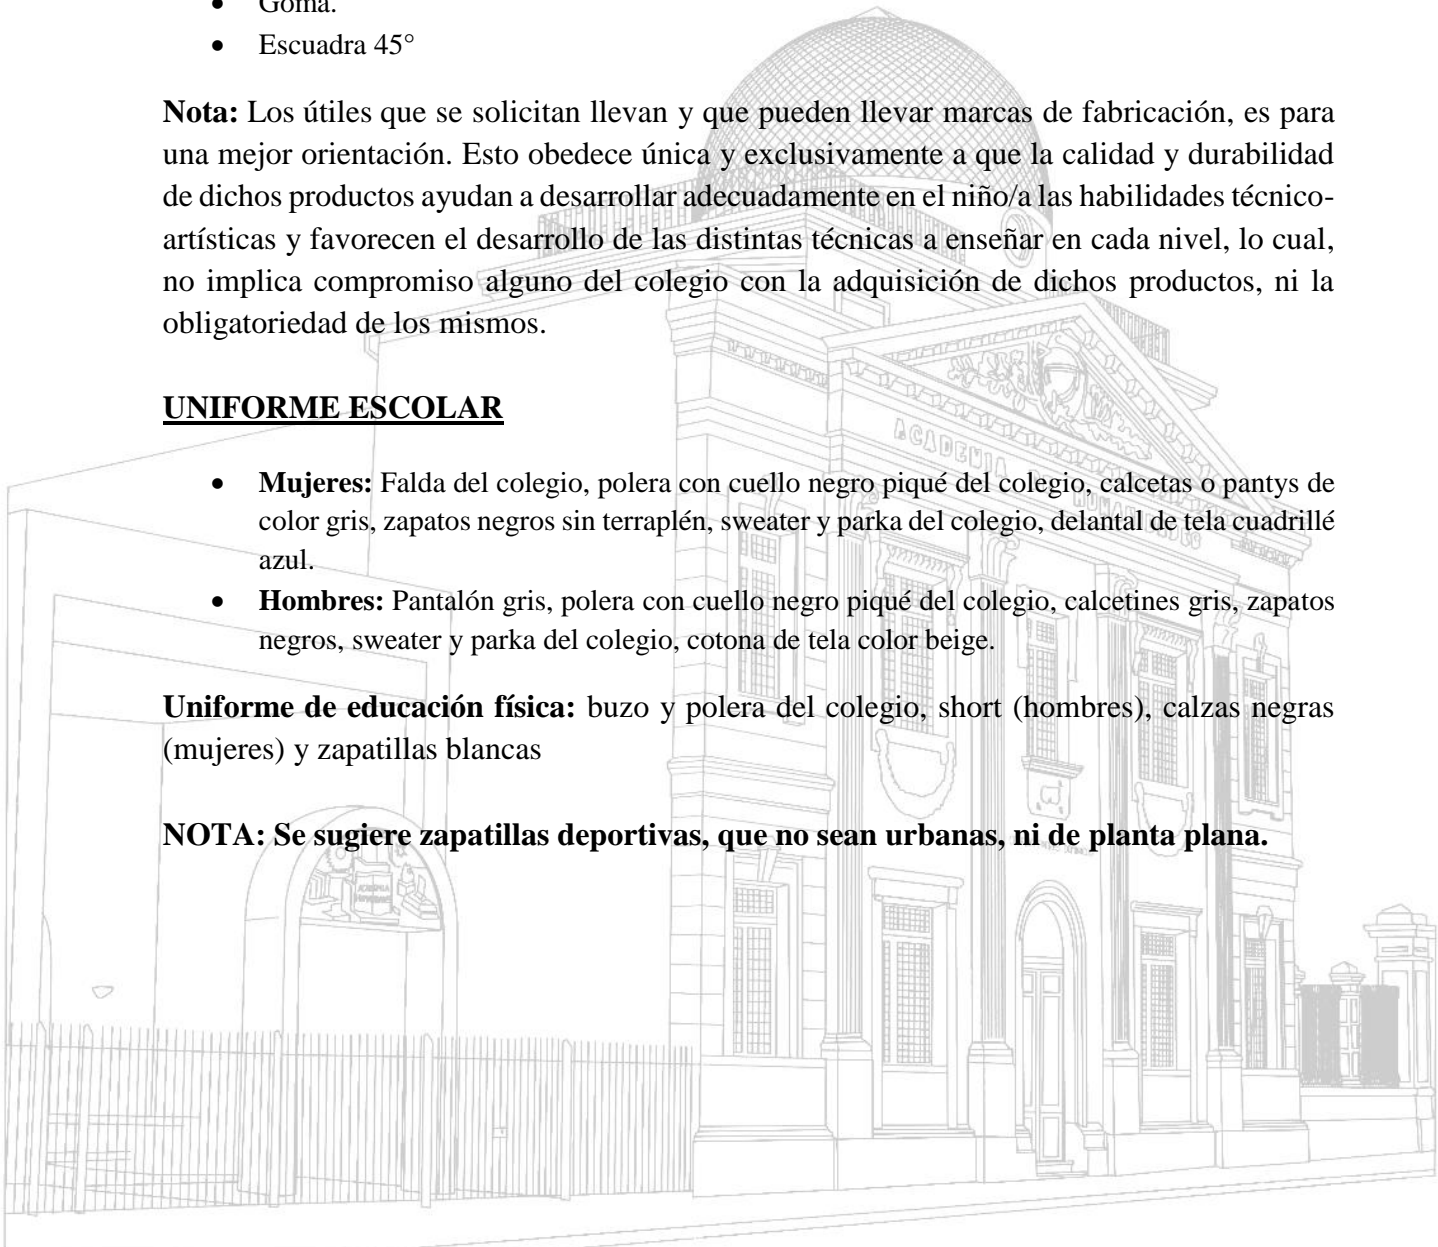 • Goma.
• Escuadra 45°
Nota: Los útiles que se solicitan llevan y que pueden llevar marcas de fabricación, es para
una mejor orientación. Esto obedece única y exclusivamente a que la calidad y durabilidad
de dichos productos ayudan a desarrollar adecuadamente en el niño/a las habilidades técnico-
artísticas y favorecen el desarrollo de las distintas técnicas a enseñar en cada nivel, lo cual,
no implica compromiso alguno del colegio con la adquisición de dichos productos, ni la
obligatoriedad de los mismos.
UNIFORME ESCOLAR
ACADEMIA
HUMANIDADES
• Mujeres: Falda del colegio, polera con cuello negro piqué del colegio, calcetas o pantys de
color gris, zapatos negros sin terraplén, sweater y parka del colegio, delantal de tela cuadrillé
azul.
• Hombres: Pantalón gris, polera con cuello negro piqué del colegio, calcetines gris, zapatos
negros, sweater y parka del colegio, cotona de tela color beige.
Uniforme de educación física: buzo y polera del colegio, short (hombres), calzas negras
(mujeres) y zapatillas blancas
NOTA: Se sugiere zapatillas deportivas, que no sean urbanas, ni de planta plana.